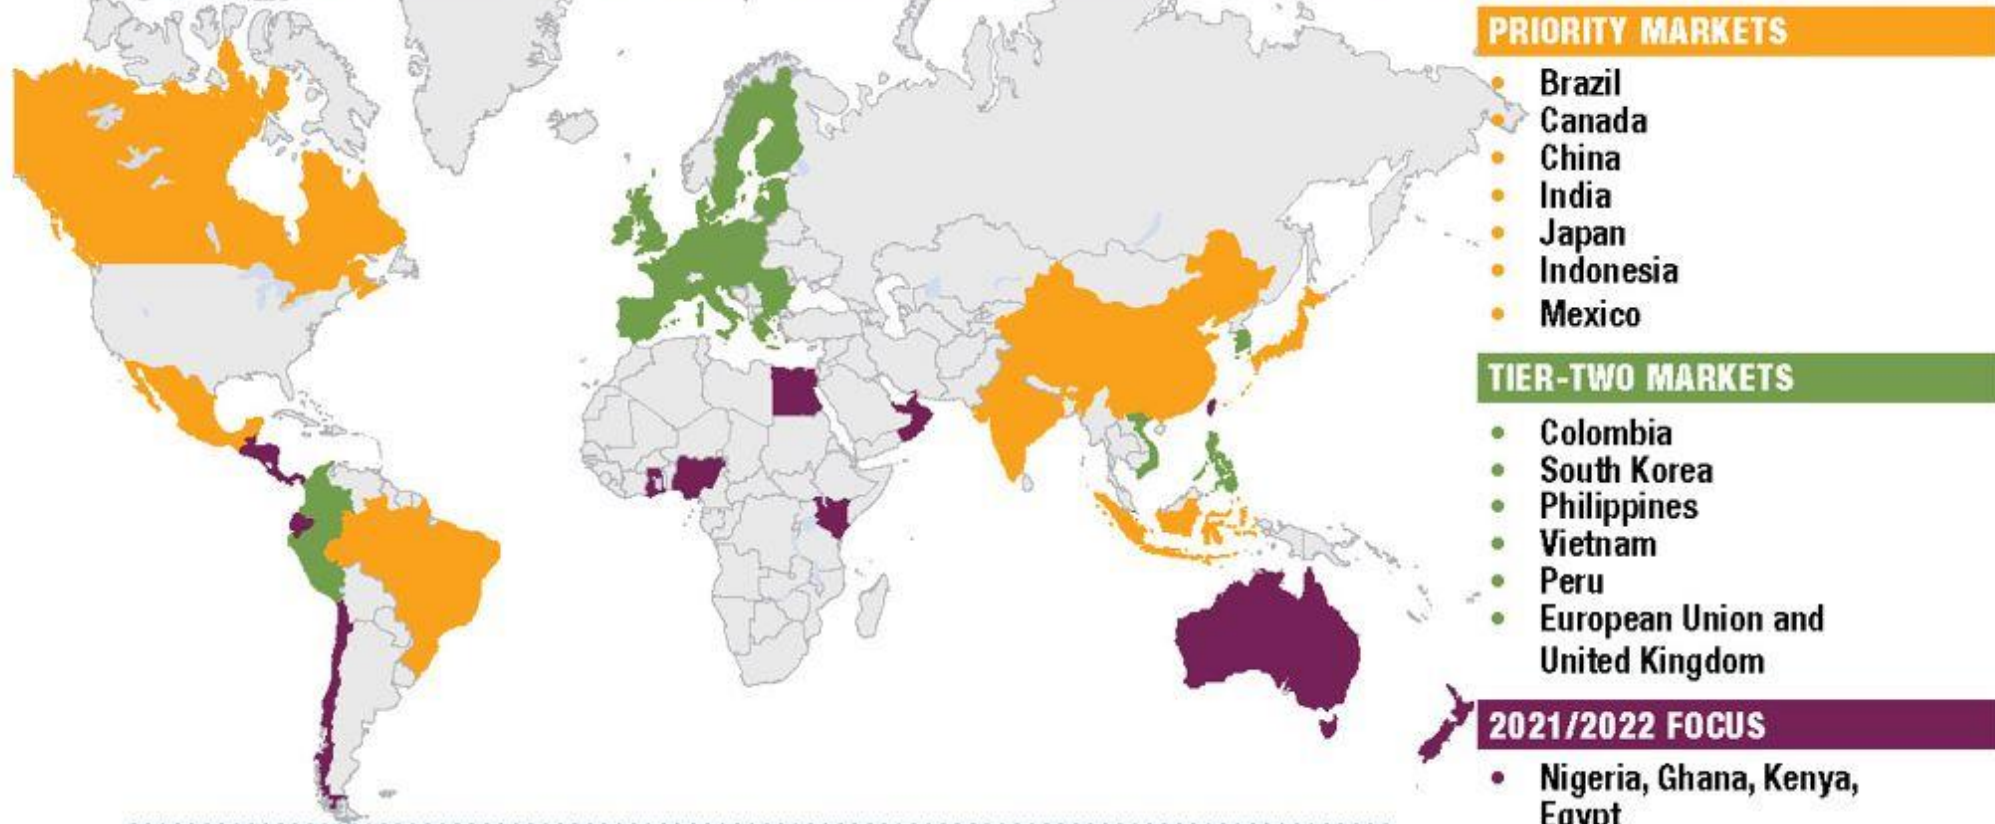 PRIORITY MARKETS
• Brazil
• Canada
• China
• India
• Japan
• Indonesia
• Mexico
TIER-TWO MARKETS
• Colombia
• South Korea
• Philippines
• Vietnam
• Peru
• European Union and
United Kingdom
2021/2022 FOCUS
• Nigeria, Ghana, Kenya,
Egypt